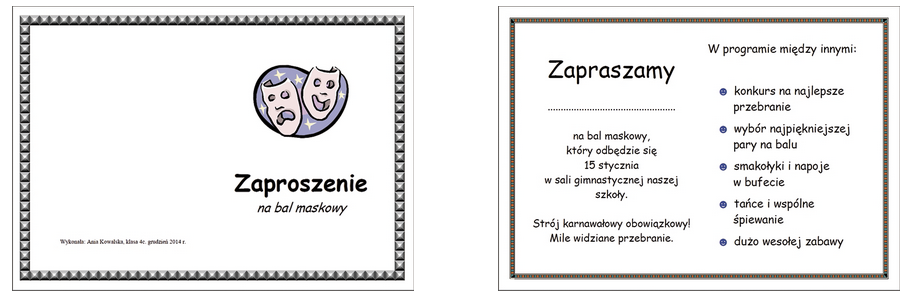 Zaproszenie
na bal maskowy
Wykonała: Ania Kowalska, klasa 4c, grudzień 2014 r.
Zapraszamy
................................................
na bal maskowy,
który odbędzie się
15 stycznia
w sali gimnastycznej naszej
szkoły.
Strój karnawałowy obowiązkowy!
Mile widziane przebranie.
W programie między innymi:
konkurs na najlepsze
przebranie
wybór najpiękniejszej
pary na balu
smakołyki i napoje
w bufecie
tańce i wspólne
śpiewanie
dużo wesołej zabawy